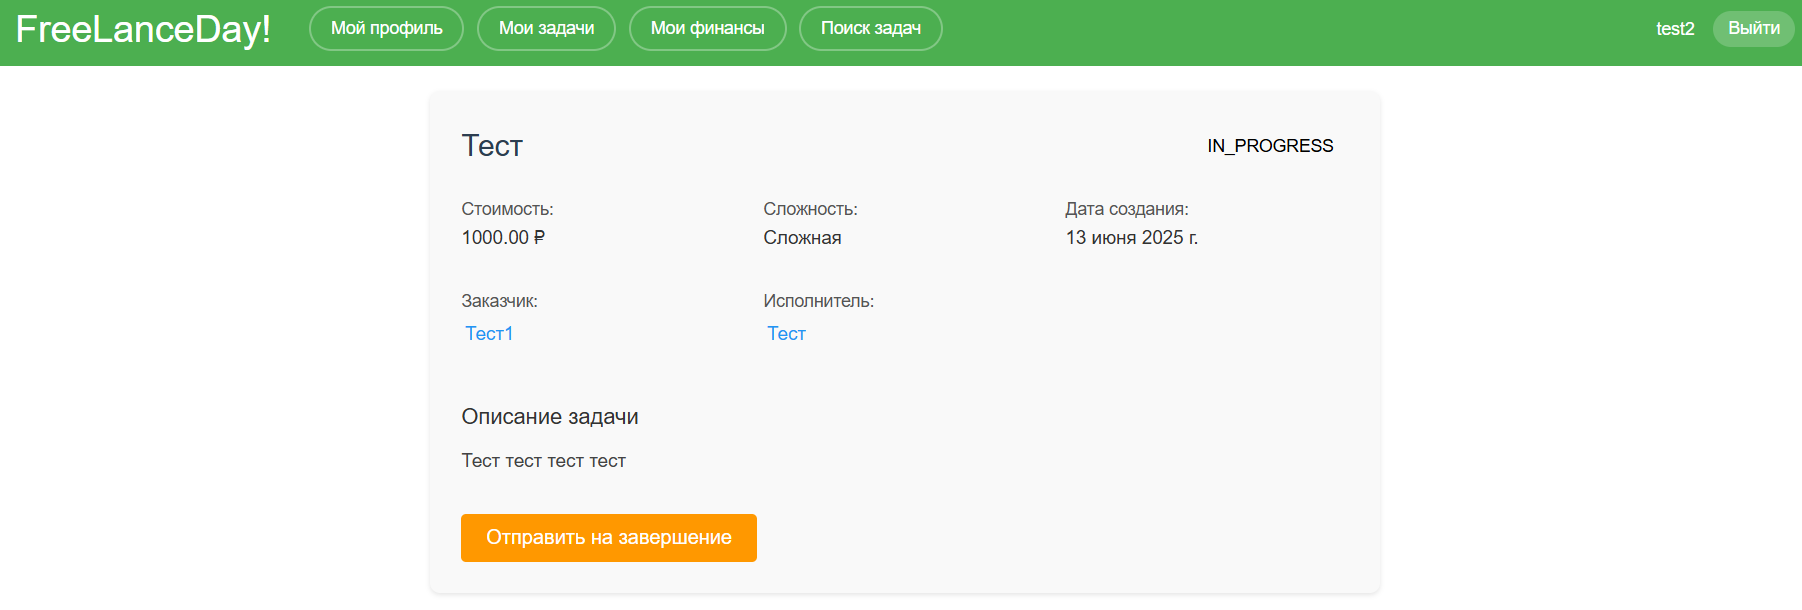 FreeLanceDay! Мой профиль Мои задачи Мои финансы Поиск задач test2 Выйти
Тест IN_PROGRESS
Стоимость: Сложность: Дата создания:
1000.00 ₽ Сложная 13 июня 2025 г.
Заказчик: Исполнитель:
Тест1 Тест
Описание задачи
Тест тест тест тест
Отправить на завершение